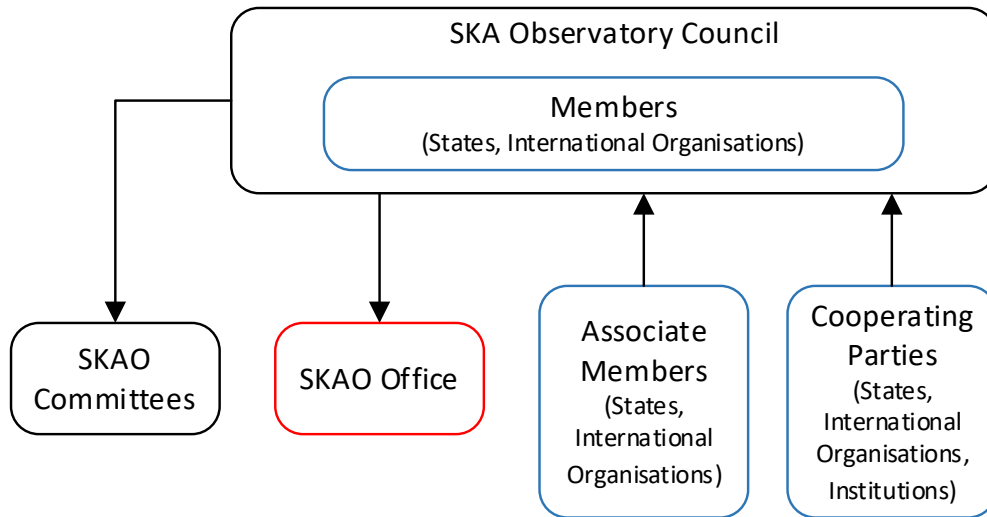 SKA Observatory Council
Members
(States, International Organisations)
SKAO
Committees
SKAO Office
Associate
Members
(States,
International
Organisations)
Cooperating
Parties
(States,
International
Organisations,
Institutions)